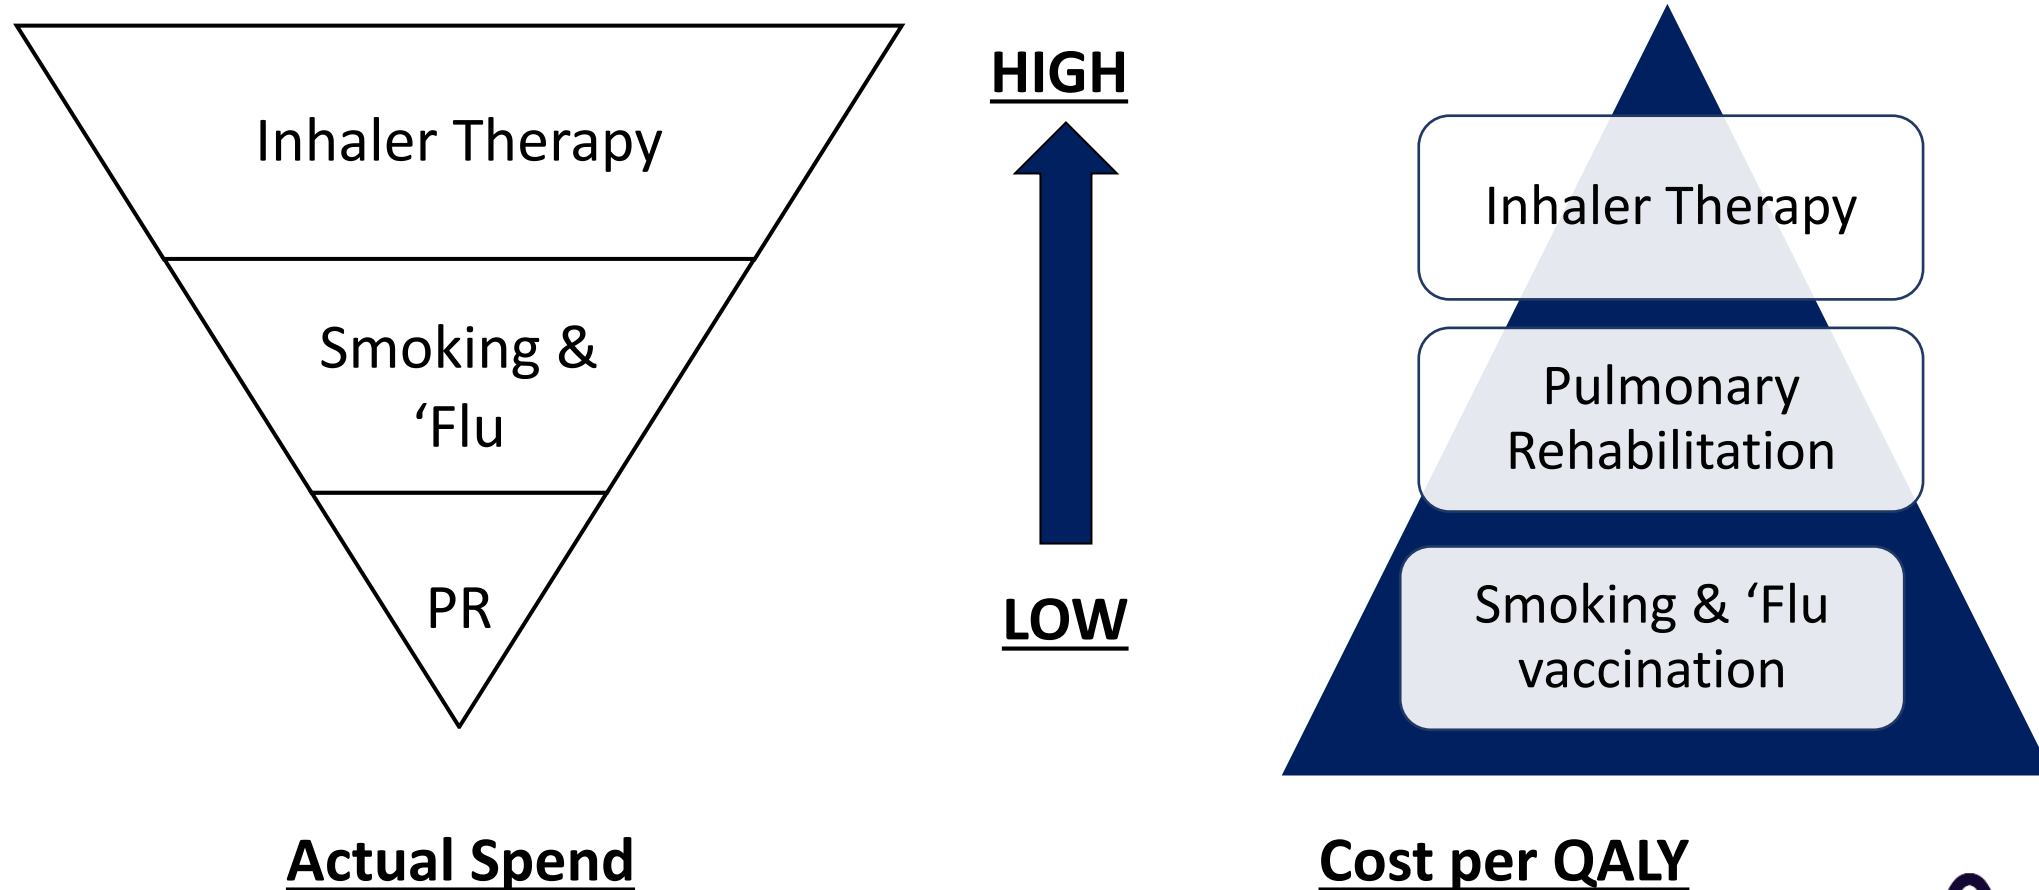 Inhaler Therapy
Smoking &
‘Flu
PR
Actual Spend
HIGH
LOW
Inhaler Therapy
Pulmonary
Rehabilitation
Smoking & ‘Flu
vaccination
Cost per QALY